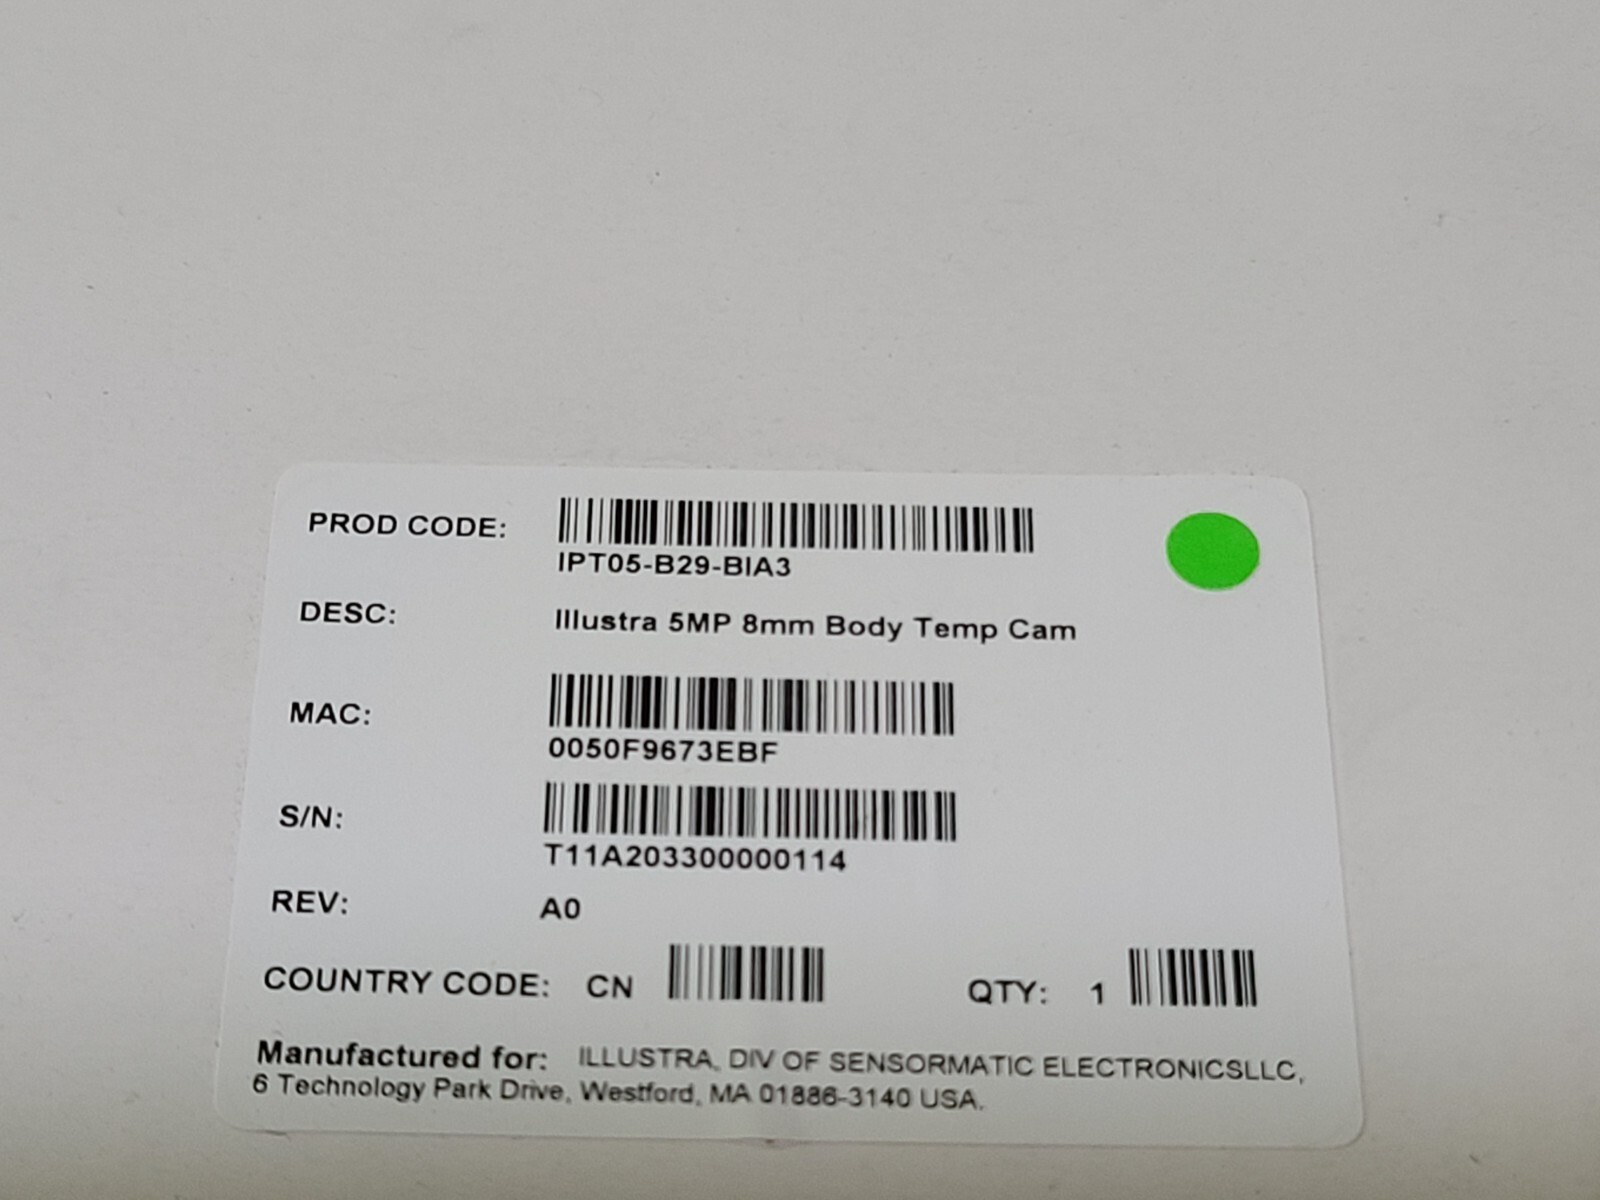 PROD CODE:
IPT05-B29-BIA3
DESC: Illustra 5MP 8mm Body Temp Cam
MAC:
0050F9673EBF
S/N:
T11A203300000114
REV: A0
COUNTRY CODE: CN QTY: 1
Manufactured for: ILLUSTRA, DIV OF SENSORMATIC ELECTRONICSLLC,
6 Technology Park Drive, Westford, MA 01886-3140 USA.